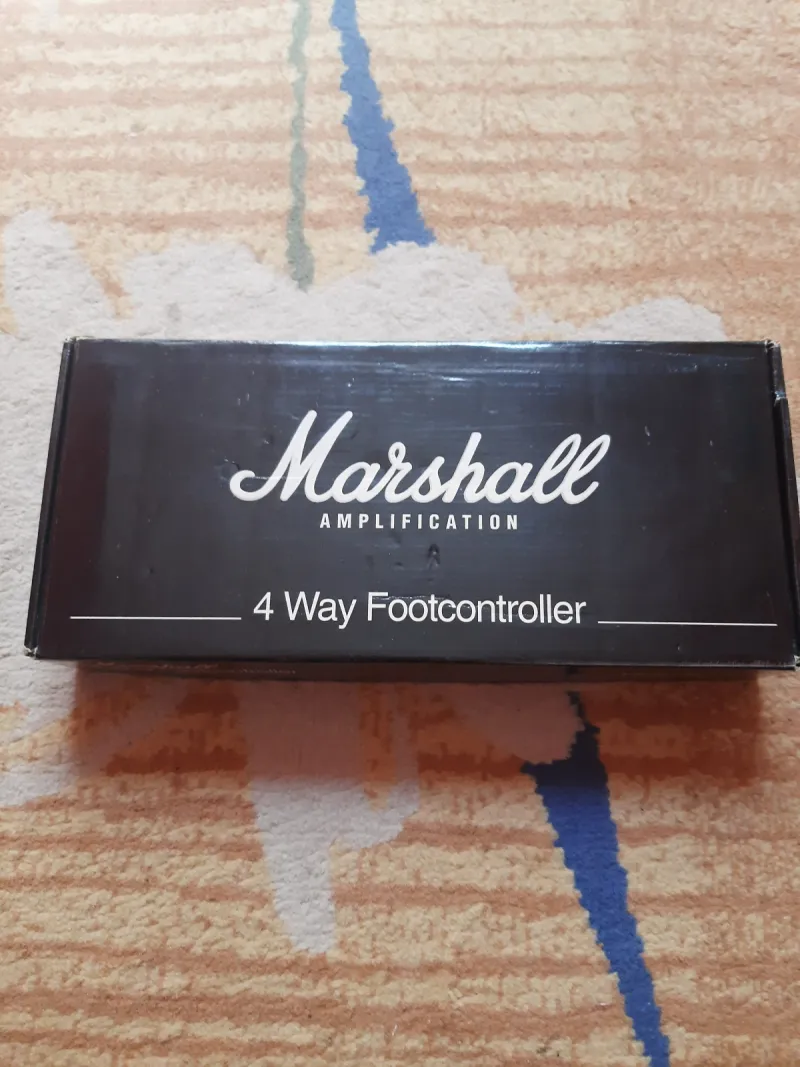 Marshall
AMPLIFICATION
4 Way Footcontroller